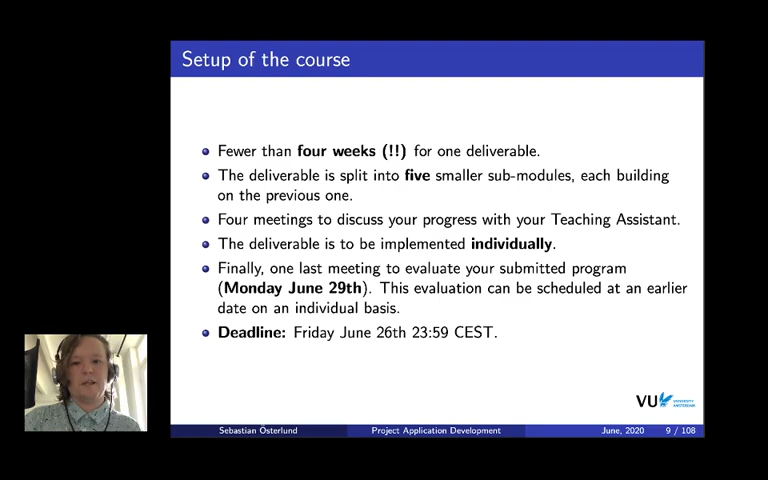 Setup of the course
Fewer than four weeks (!!) for one deliverable.
The deliverable is split into five smaller sub-modules, each building
on the previous one.
Four meetings to discuss your progress with your Teaching Assistant.
The deliverable is to be implemented individually.
Finally, one last meeting to evaluate your submitted program
(Monday June 29th). This evaluation can be scheduled at an earlier
date on an individual basis.
Deadline: Friday June 26th 23:59 CEST.
VU UNIVERSITY
AMSTERDAM
Sebastian Österlund Project Application Development June, 2020 9 / 108